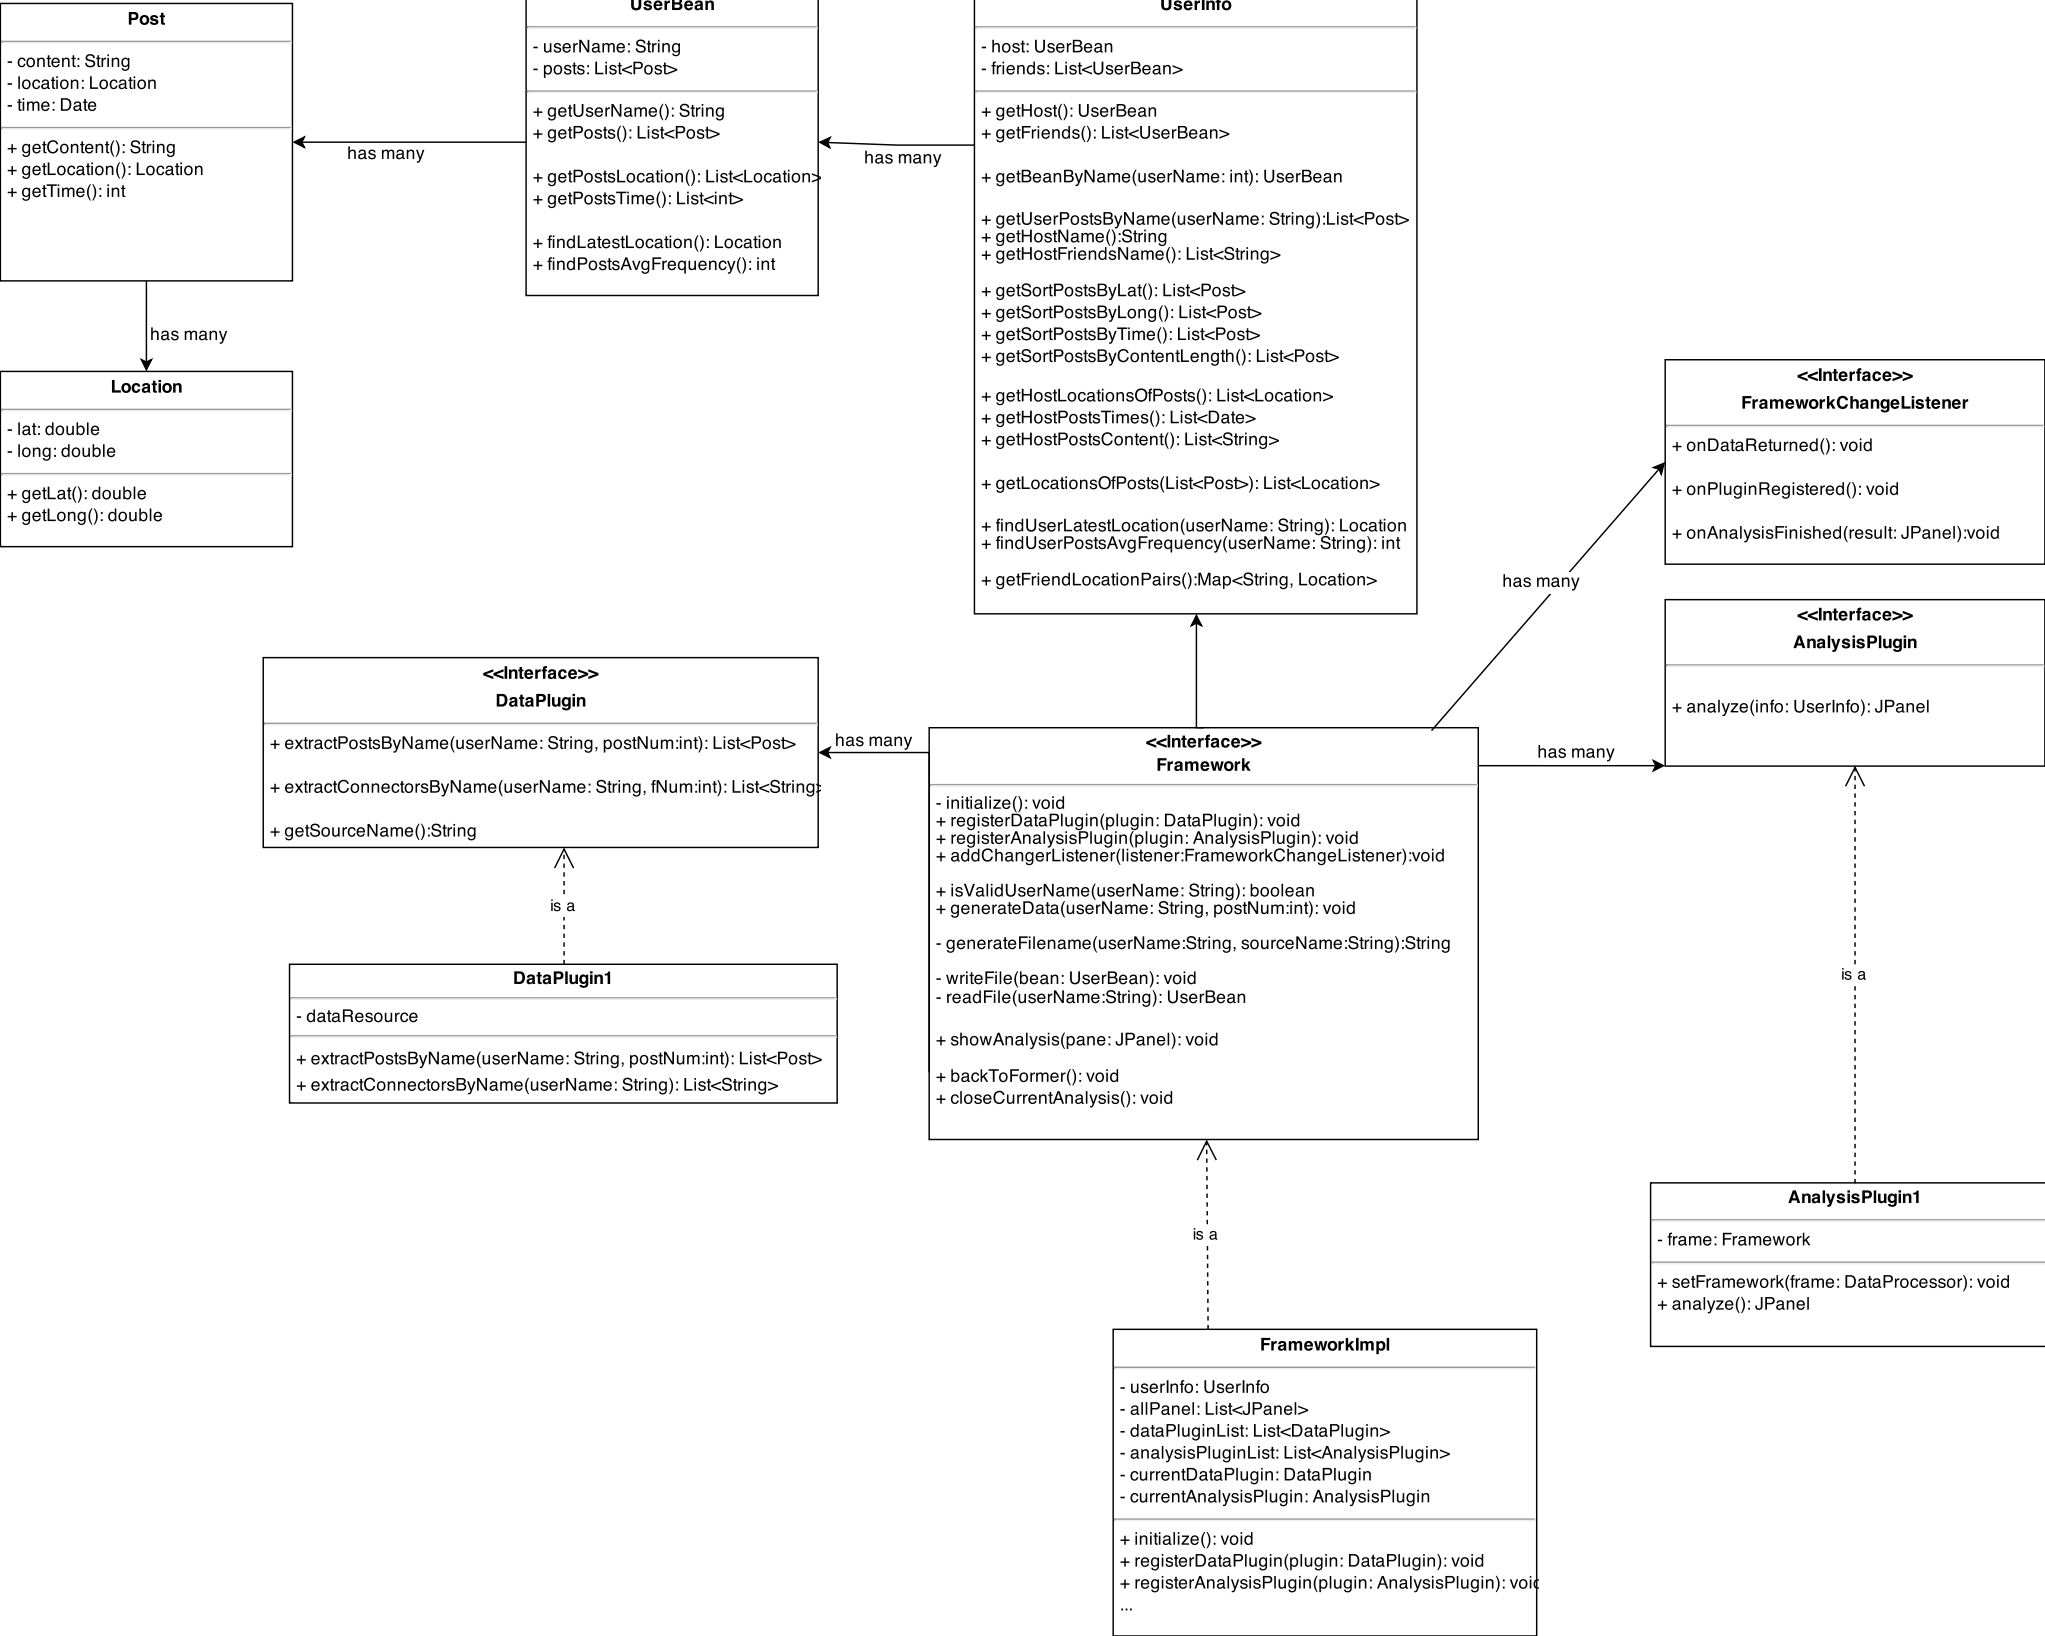 Post
- content: String
- location: Location
- time: Date
+ getContent(): String
+ getLocation(): Location
+ getTime(): int
has many
Location
- lat: double
- long: double
+ getLat(): double
+ getLong(): double
has many
UserBean
- userName: String
- posts: List<Post>
+ getUserName(): String
+ getPosts(): List<Post>
+ getPostsLocation(): List<Location>
+ getPostsTime(): List<int>
+ findLatestLocation(): Location
+ findPostsAvgFrequency(): int
has many
UserInfo
- host: UserBean
- friends: List<UserBean>
+ getHost(): UserBean
+ getFriends(): List<UserBean>
+ getBeanByName(userName: int): UserBean
+ getUserPostsByName(userName: String):List<Post>
+ getHostName():String
+ getHostFriendsName(): List<String>
+ getSortPostsByLat(): List<Post>
+ getSortPostsByLong(): List<Post>
+ getSortPostsByTime(): List<Post>
+ getSortPostsByContentLength(): List<Post>
+ getHostLocationsOfPosts(): List<Location>
+ getHostPostsTimes(): List<Date>
+ getHostPostsContent(): List<String>
+ getLocationsOfPosts(List<Post>): List<Location>
+ findUserLatestLocation(userName: String): Location
+ findUserPostsAvgFrequency(userName: String): int
+ getFriendLocationPairs():Map<String, Location>
<<Interface>>
FrameworkChangeListener
+ onDataReturned(): void
+ onPluginRegistered(): void
+ onAnalysisFinished(result: JPanel):void
has many
<<Interface>>
AnalysisPlugin
+ analyze(info: UserInfo): JPanel
has many
<<Interface>>
DataPlugin
+ extractPostsByName(userName: String, postNum:int): List<Post>
+ extractConnectorsByName(userName: String, fNum:int): List<String>
+ getSourceName():String
has many
is a
DataPlugin1
- dataResource
+ extractPostsByName(userName: String, postNum:int): List<Post>
+ extractConnectorsByName(userName: String): List<String>
<<Interface>>
Framework
- initialize(): void
+ registerDataPlugin(plugin: DataPlugin): void
+ registerAnalysisPlugin(plugin: AnalysisPlugin): void
+ addChangerListener(listener:FrameworkChangeListener):void
+ isValidUserName(userName: String): boolean
+ generateData(userName: String, postNum:int): void
- generateFilename(userName:String, sourceName:String):String
- writeFile(bean: UserBean): void
- readFile(userName:String): UserBean
+ showAnalysis(pane: JPanel): void
+ backToFormer(): void
+ closeCurrentAnalysis(): void
is a
is a
AnalysisPlugin1
- frame: Framework
+ setFramework(frame: DataProcessor): void
+ analyze(): JPanel
FrameworkImpl
- userInfo: UserInfo
- allPanel: List<JPanel>
- dataPluginList: List<DataPlugin>
- analysisPluginList: List<AnalysisPlugin>
- currentDataPlugin: DataPlugin
- currentAnalysisPlugin: AnalysisPlugin
+ initialize(): void
+ registerDataPlugin(plugin: DataPlugin): void
+ registerAnalysisPlugin(plugin: AnalysisPlugin): void
...